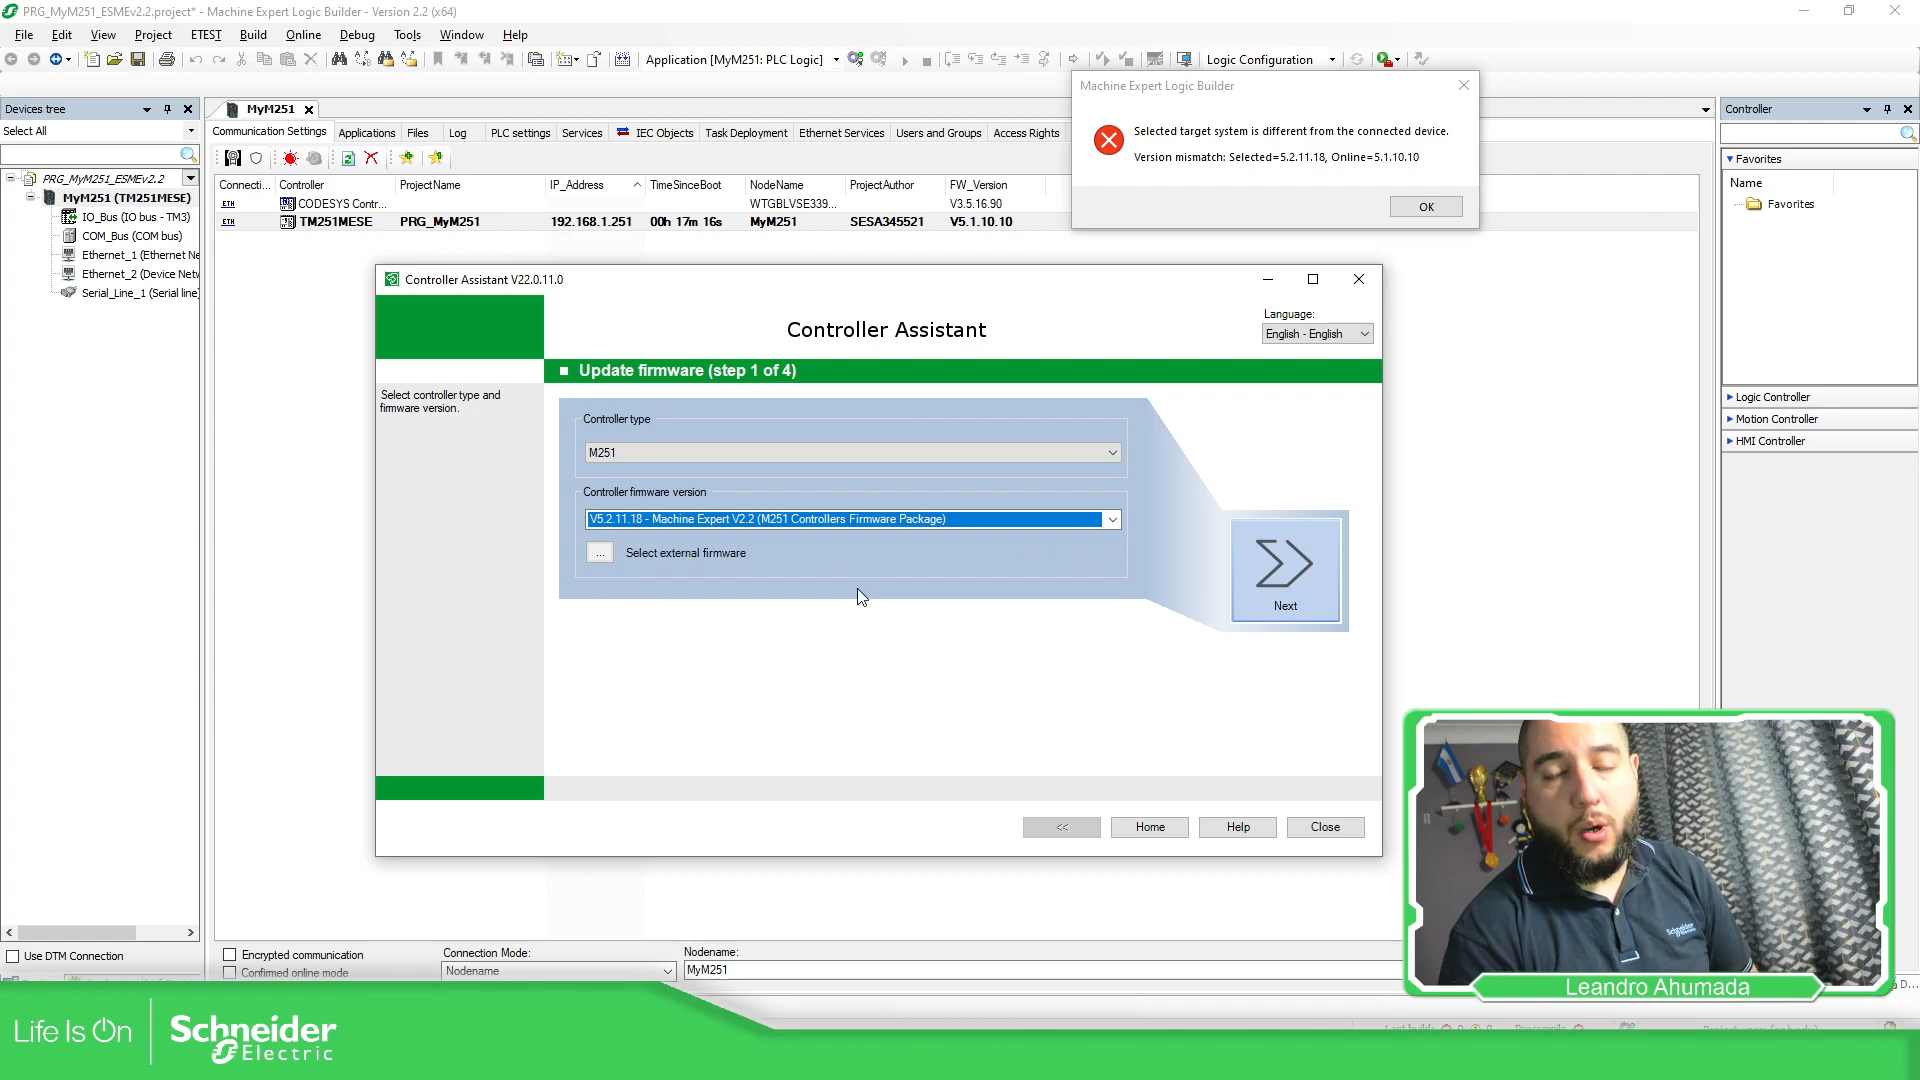 PRG_MyM251_ESMEv2.2.project* - Machine Expert Logic Builder - Version 2.2 (x64)
File Edit View Project ETEST Build Online Debug Tools Window Help
Application [MyM251: PLC Logic] Logic Configuration
Devices tree
Select All
PRG_MyM251_ESMEv2.2
MyM251 (TM251MESE)
IO_Bus (IO bus - TM3)
COM_Bus (COM bus)
Ethernet_1 (Ethernet Ne
Ethernet_2 (Device Netw
Serial_Line_1 (Serial line)
Use DTM Connection
MyM251
Communication Settings Applications Files Log PLC settings Services IEC Objects Task Deployment Ethernet Services Users and Groups Access Rights
Connecti... Controller ProjectName IP_Address TimeSinceBoot NodeName ProjectAuthor FW_Version
ETH CODESYS Contr... WTGBLVSE339... V3.5.16.90
ETH TM251MESE PRG_MyM251 192.168.1.251 00h 17m 16s MyM251 SESA345521 V5.1.10.10
Machine Expert Logic Builder
Selected target system is different from the connected device.
Version mismatch: Selected=5.2.11.18, Online=5.1.10.10
OK
Controller Assistant V22.0.11.0
Controller Assistant
Language:
English - English
Update firmware (step 1 of 4)
Select controller type and
firmware version.
Controller type
M251
Controller firmware version
V5.2.11.18 - Machine Expert V2.2 (M251 Controllers Firmware Package)
... Select external firmware
Next
<< Home Help Close
Encrypted communication
Confirmed online mode
Connection Mode:
Nodename
Nodename:
MyM251
Controller
Favorites
Name
Favorites
Logic Controller
Motion Controller
HMI Controller
Schneider
Electric
Leandro Ahumada
D...
Life Is On
Schneider
Electric